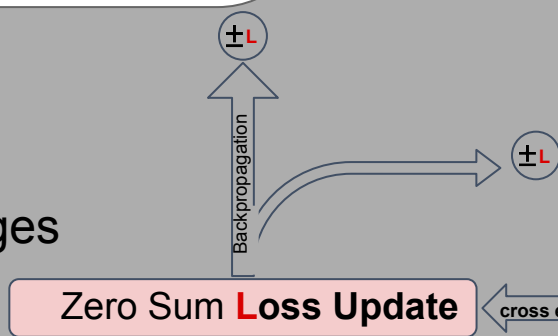 ±L
Backpropagation
±L
ges
Zero Sum Loss Update
cross